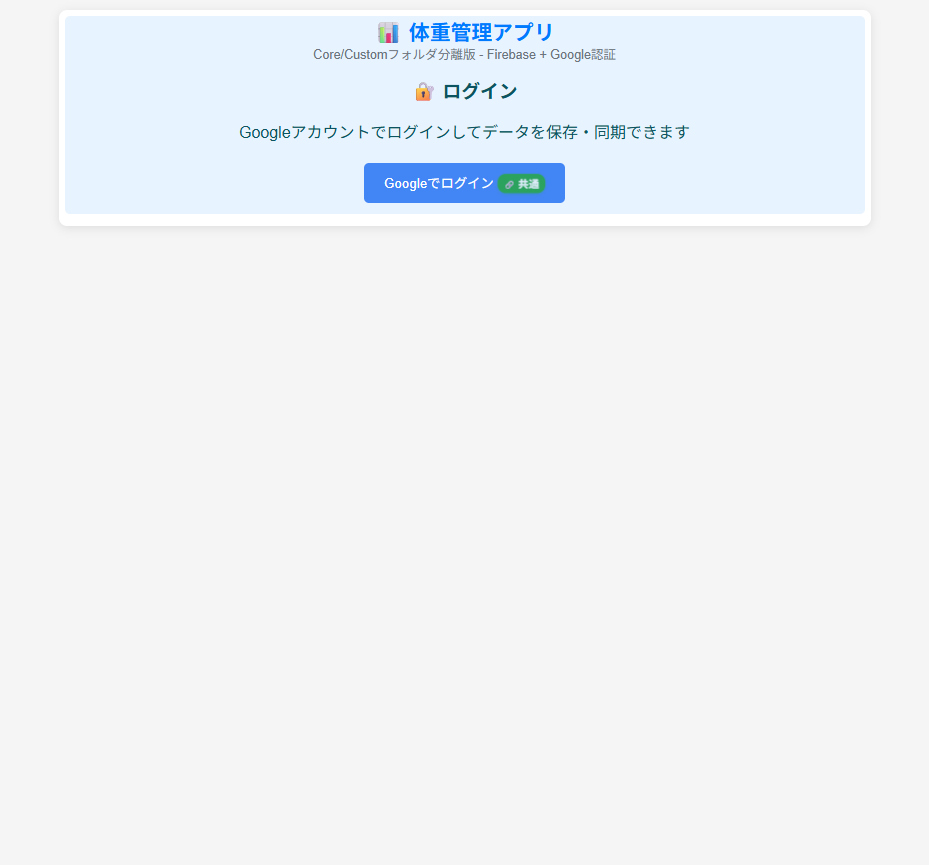 体重管理アプリ
Core/Customフォルダ分離版 - Firebase + Google認証
ログイン
Googleアカウントでログインしてデータを保存・同期できます
Googleでログイン 共通